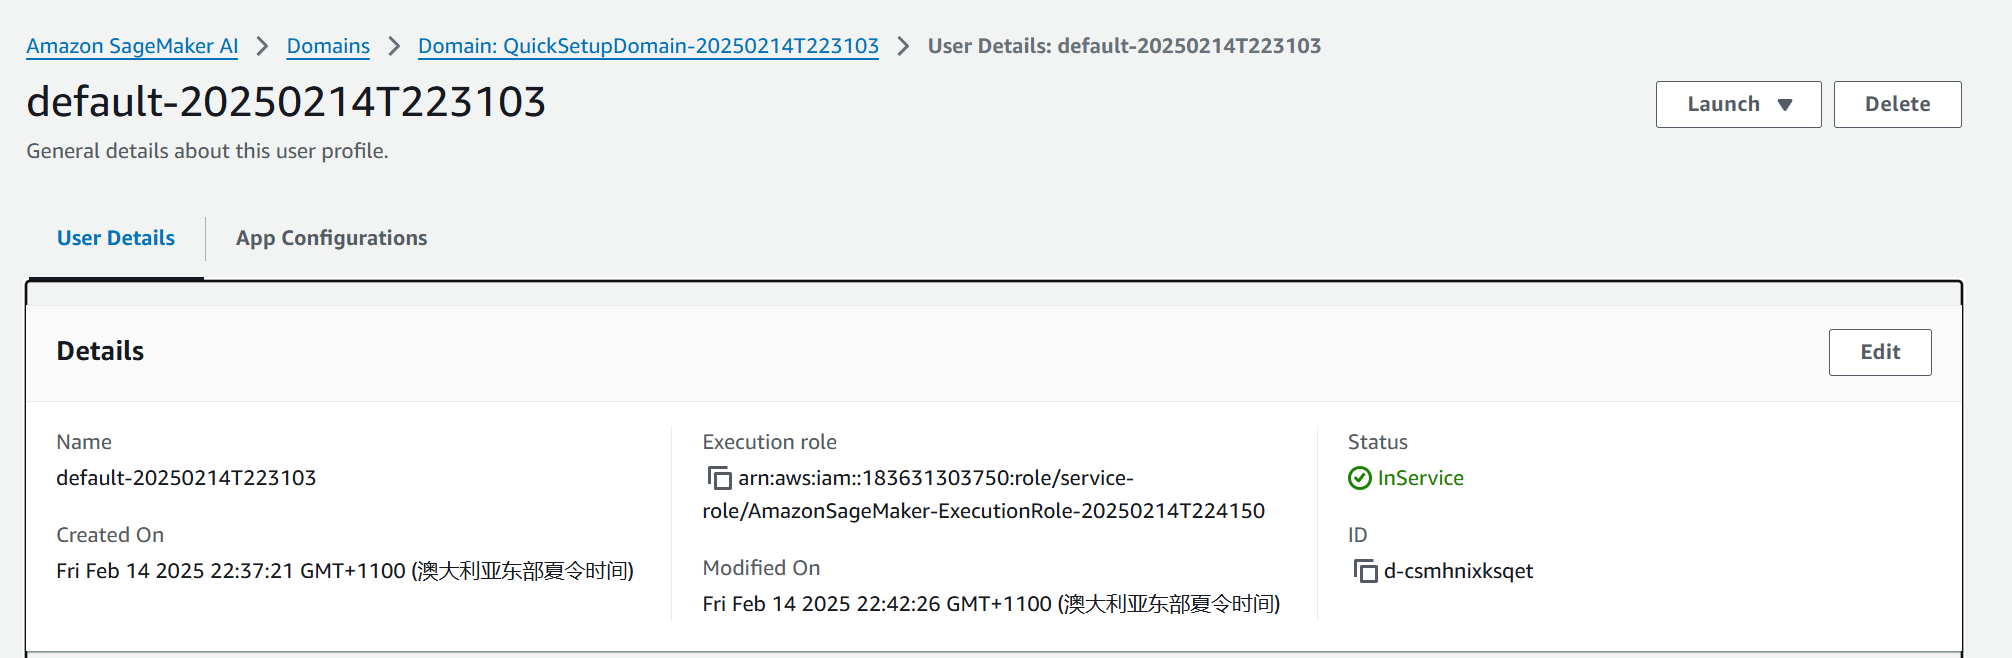 Amazon SageMaker AI > Domains > Domain: QuickSetupDomain-20250214T223103 > User Details: default-20250214T223103
default-20250214T223103
Launch
Delete
General details about this user profile.
User Details
App Configurations
Details
Edit
Name
default-20250214T223103
Created On
Fri Feb 14 2025 22:37:21 GMT+1100 (澳大利亚东部夏令时间)
Execution role
arn:aws:iam::183631303750:role/service-
role/AmazonSageMaker-ExecutionRole-20250214T224150
Modified On
Fri Feb 14 2025 22:42:26 GMT+1100 (澳大利亚东部夏令时间)
Status
InService
ID
d-csmhnixksqet